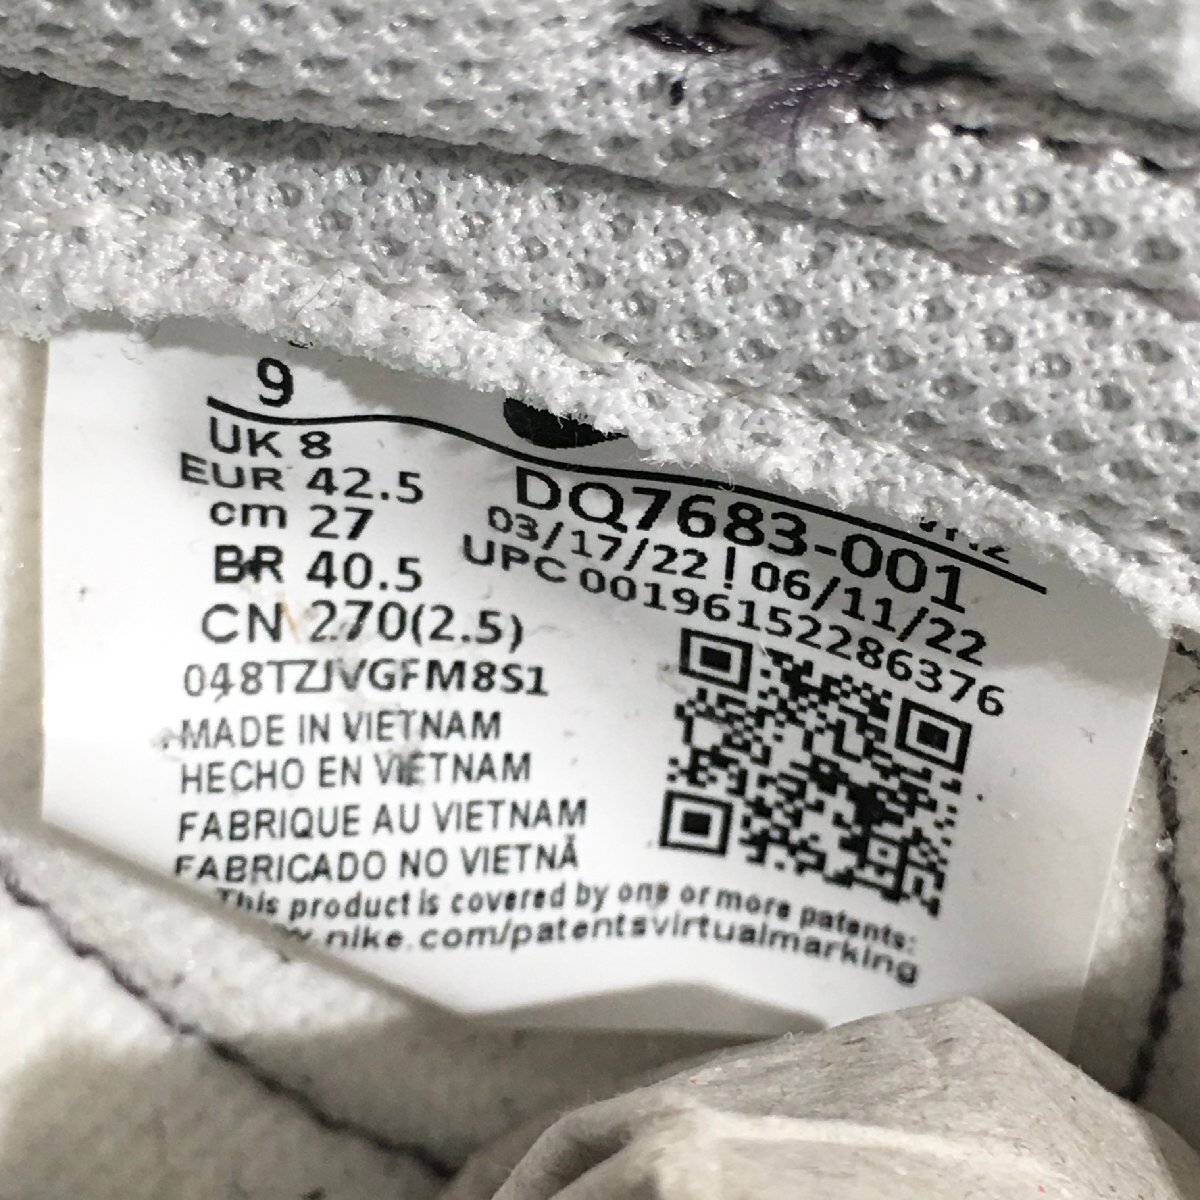 9
UK 8
EUR 42.5
cm 27
BR 40.5
CN 270(2.5)
048TZJVGFM8S1
DQ7683-001
03/17/22 ! 06/11/22
UPC 00196152286376
MADE IN VIETNAM
HECHO EN VIETNAM
FABRIQUE AU VIETNAM
FABRICADO NO VIETNÃ
This product is covered by one or more patents:
nike.com/patentsvirtualmarking